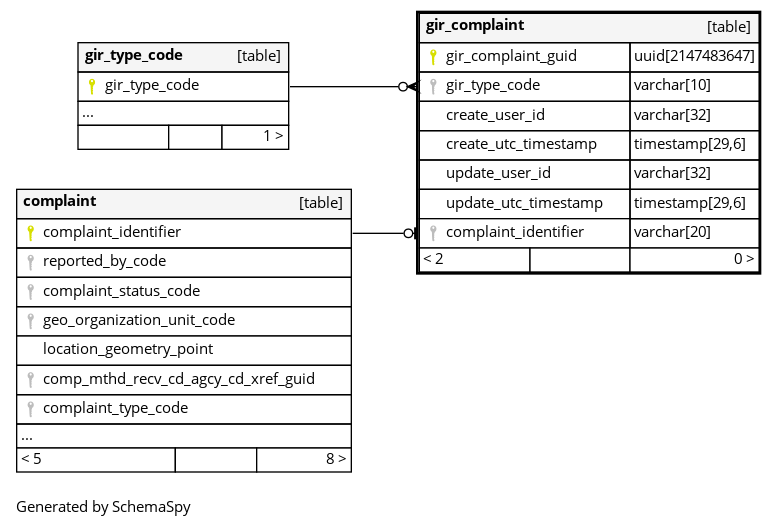 gir_type_code [table]
gir_type_code
...
1 >
complaint [table]
complaint_identifier
reported_by_code
complaint_status_code
geo_organization_unit_code
location_geometry_point
comp_mthd_recv_cd_agcy_cd_xref_guid
complaint_type_code
...
< 5 8 >
gir_complaint [table]
gir_complaint_guid uuid[2147483647]
gir_type_code varchar[10]
create_user_id varchar[32]
create_utc_timestamp timestamp[29,6]
update_user_id varchar[32]
update_utc_timestamp timestamp[29,6]
complaint_identifier varchar[20]
< 2 0 >
Generated by SchemaSpy